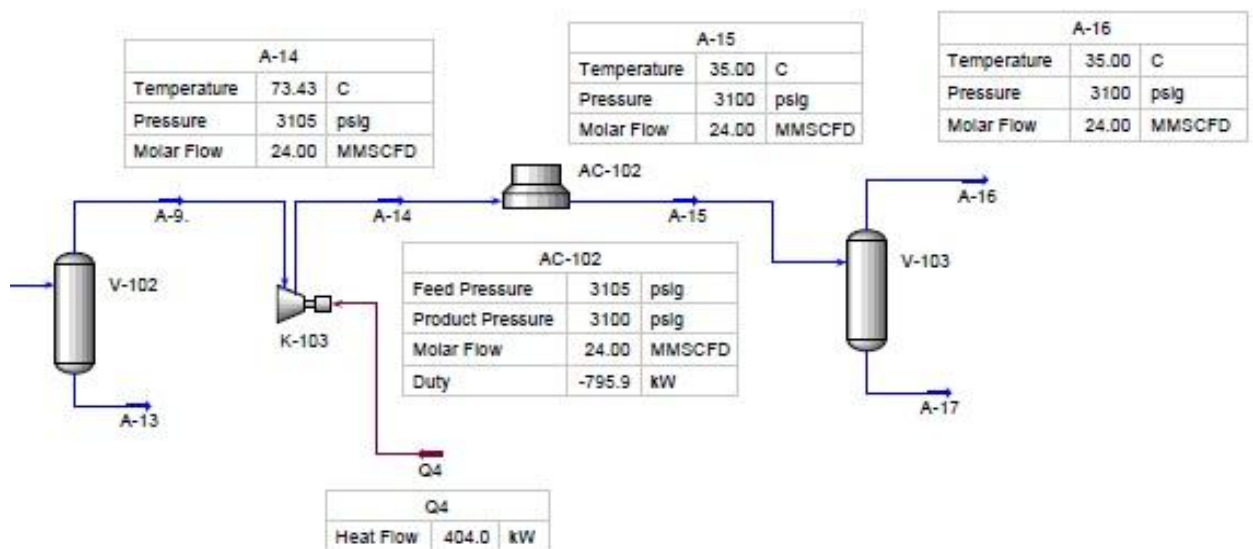 A-14
Temperature 73.43 C
Pressure 3105 psig
Molar Flow 24.00 MMSCFD
A-15
Temperature 35.00 C
Pressure 3100 psig
Molar Flow 24.00 MMSCFD
A-16
Temperature 35.00 C
Pressure 3100 psig
Molar Flow 24.00 MMSCFD
AC-102
A-9.
A-14
A-15
A-16
V-102
K-103
V-103
AC-102
Feed Pressure 3105 psig
Product Pressure 3100 psig
Molar Flow 24.00 MMSCFD
Duty -795.9 kW
A-13
A-17
Q4
Q4
Heat Flow 404.0 kW